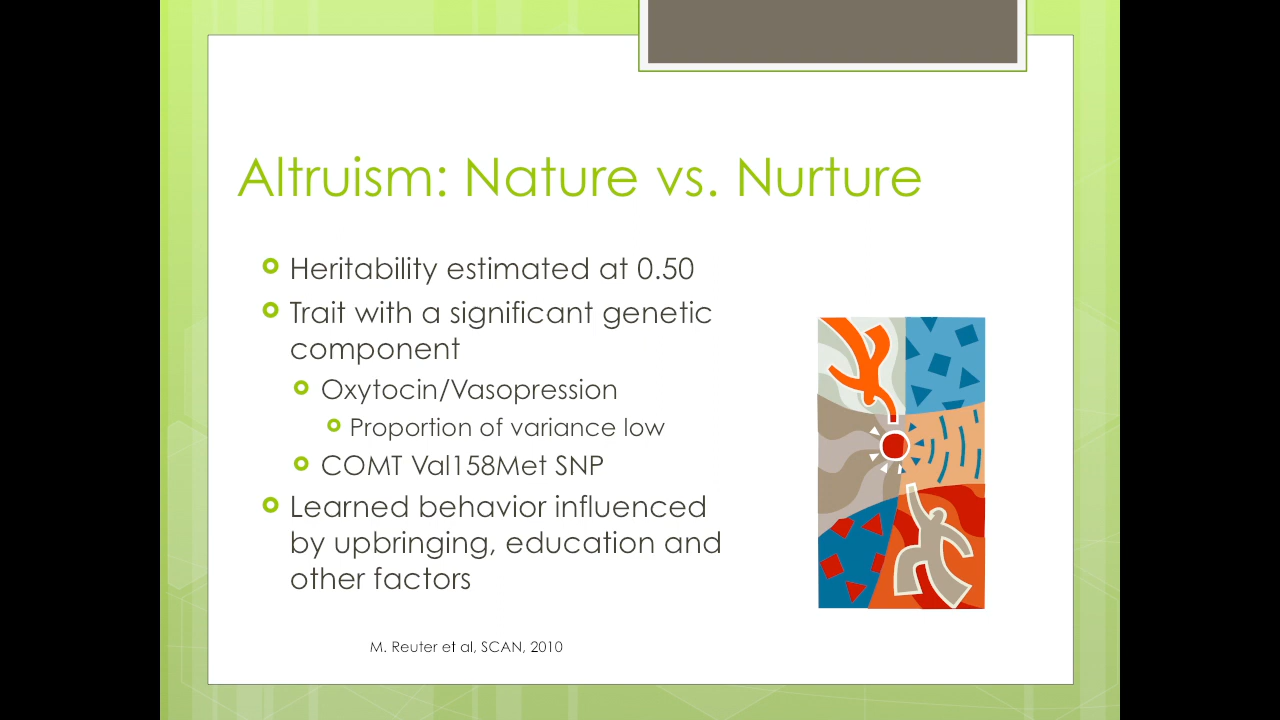 Altruism: Nature vs. Nurture
Heritability estimated at 0.50
Trait with a significant genetic
component
Oxytocin/Vasopression
Proportion of variance low
COMT Val158Met SNP
Learned behavior influenced
by upbringing, education and
other factors
M. Reuter et al, SCAN, 2010